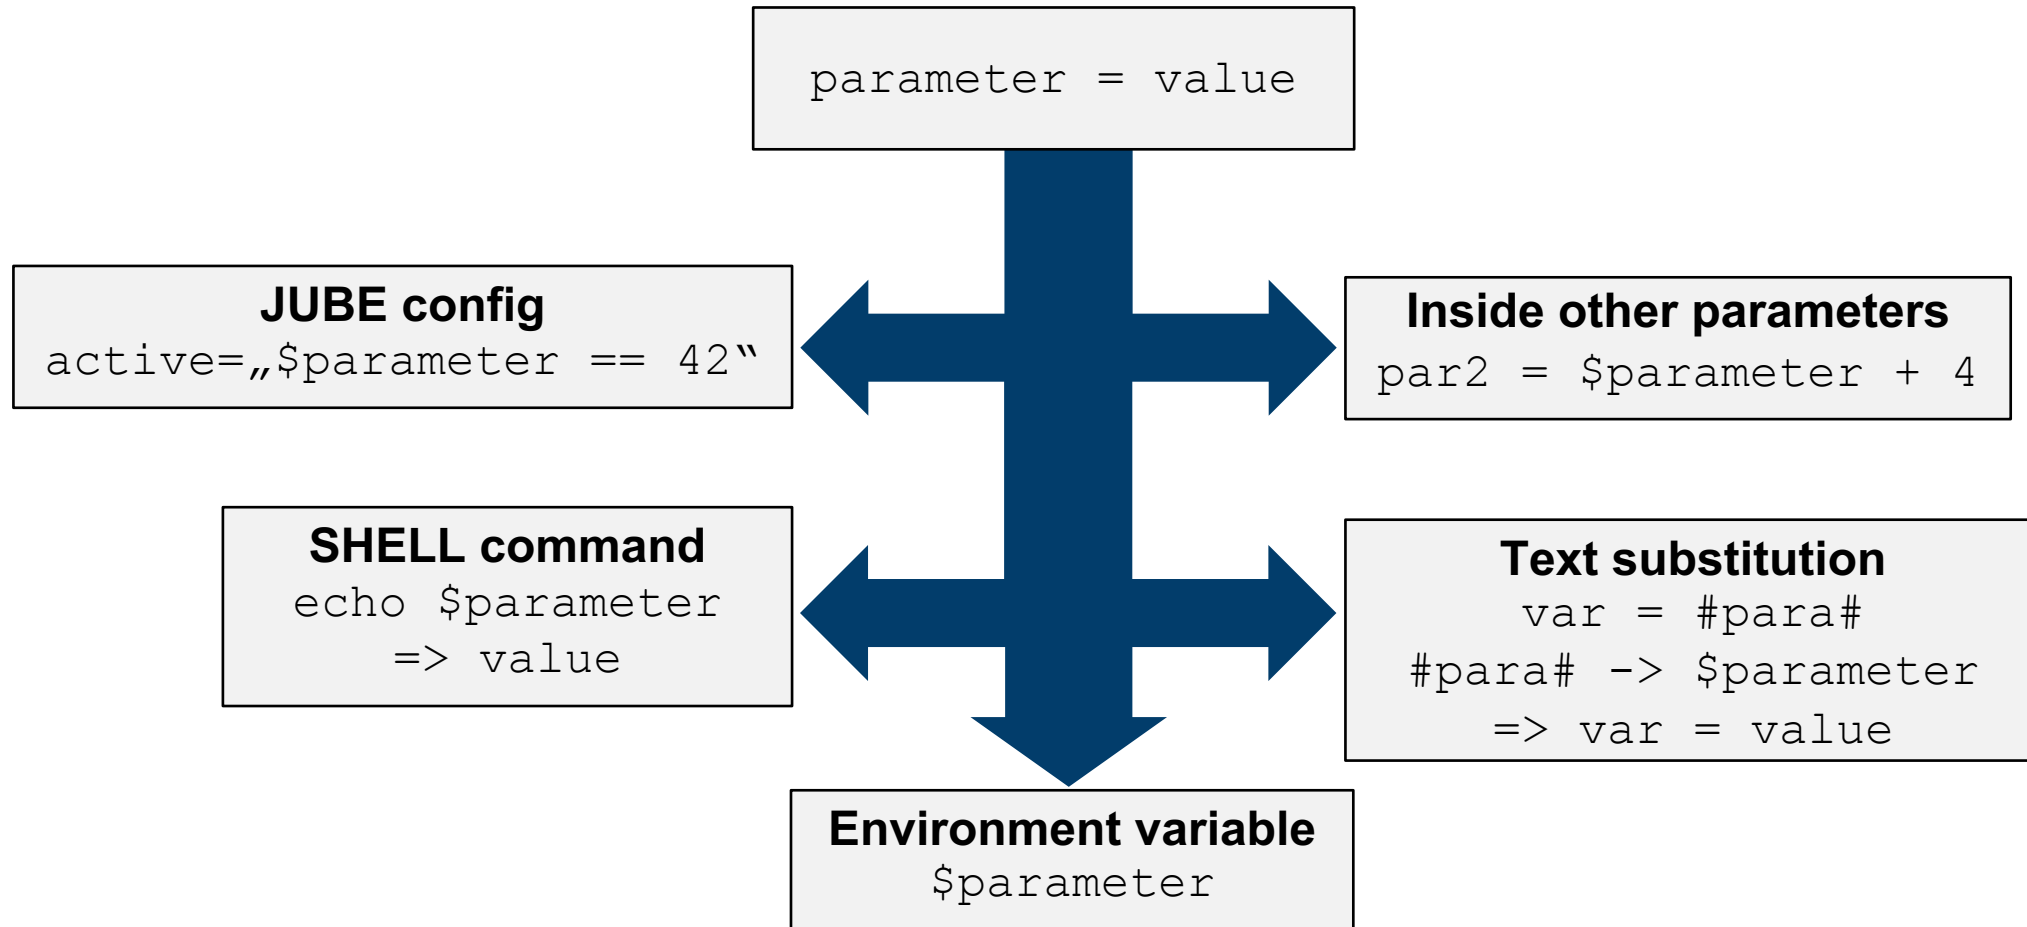 parameter = value
JUBE config
active=„$parameter == 42“
Inside other parameters
par2 = $parameter + 4
SHELL command
echo $parameter
=> value
Text substitution
var = #para#
#para# -> $parameter
=> var = value
Environment variable
$parameter